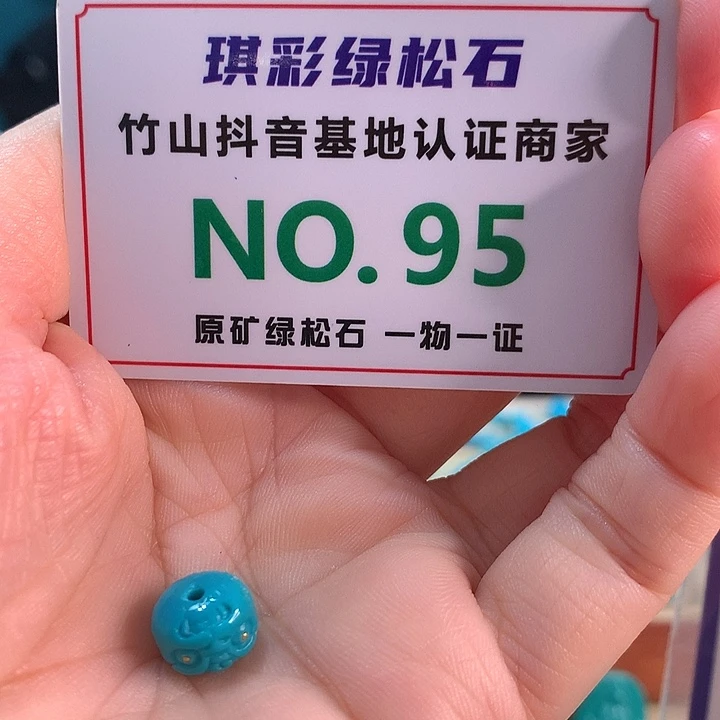 琪彩绿松石
竹山抖音基地认证商家
NO.95
原矿绿松石 一物一证